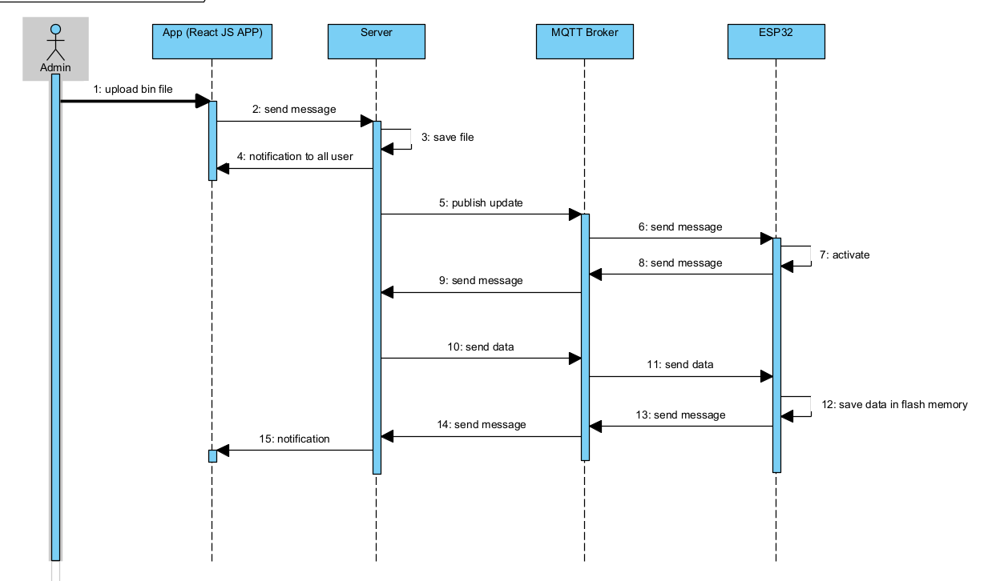 Admin
App (React JS APP)
Server
MQTT Broker
ESP32
1: upload bin file
2: send message
3: save file
4: notification to all user
5: publish update
6: send message
7: activate
8: send message
9: send message
10: send data
11: send data
12: save data in flash memory
13: send message
14: send message
15: notification